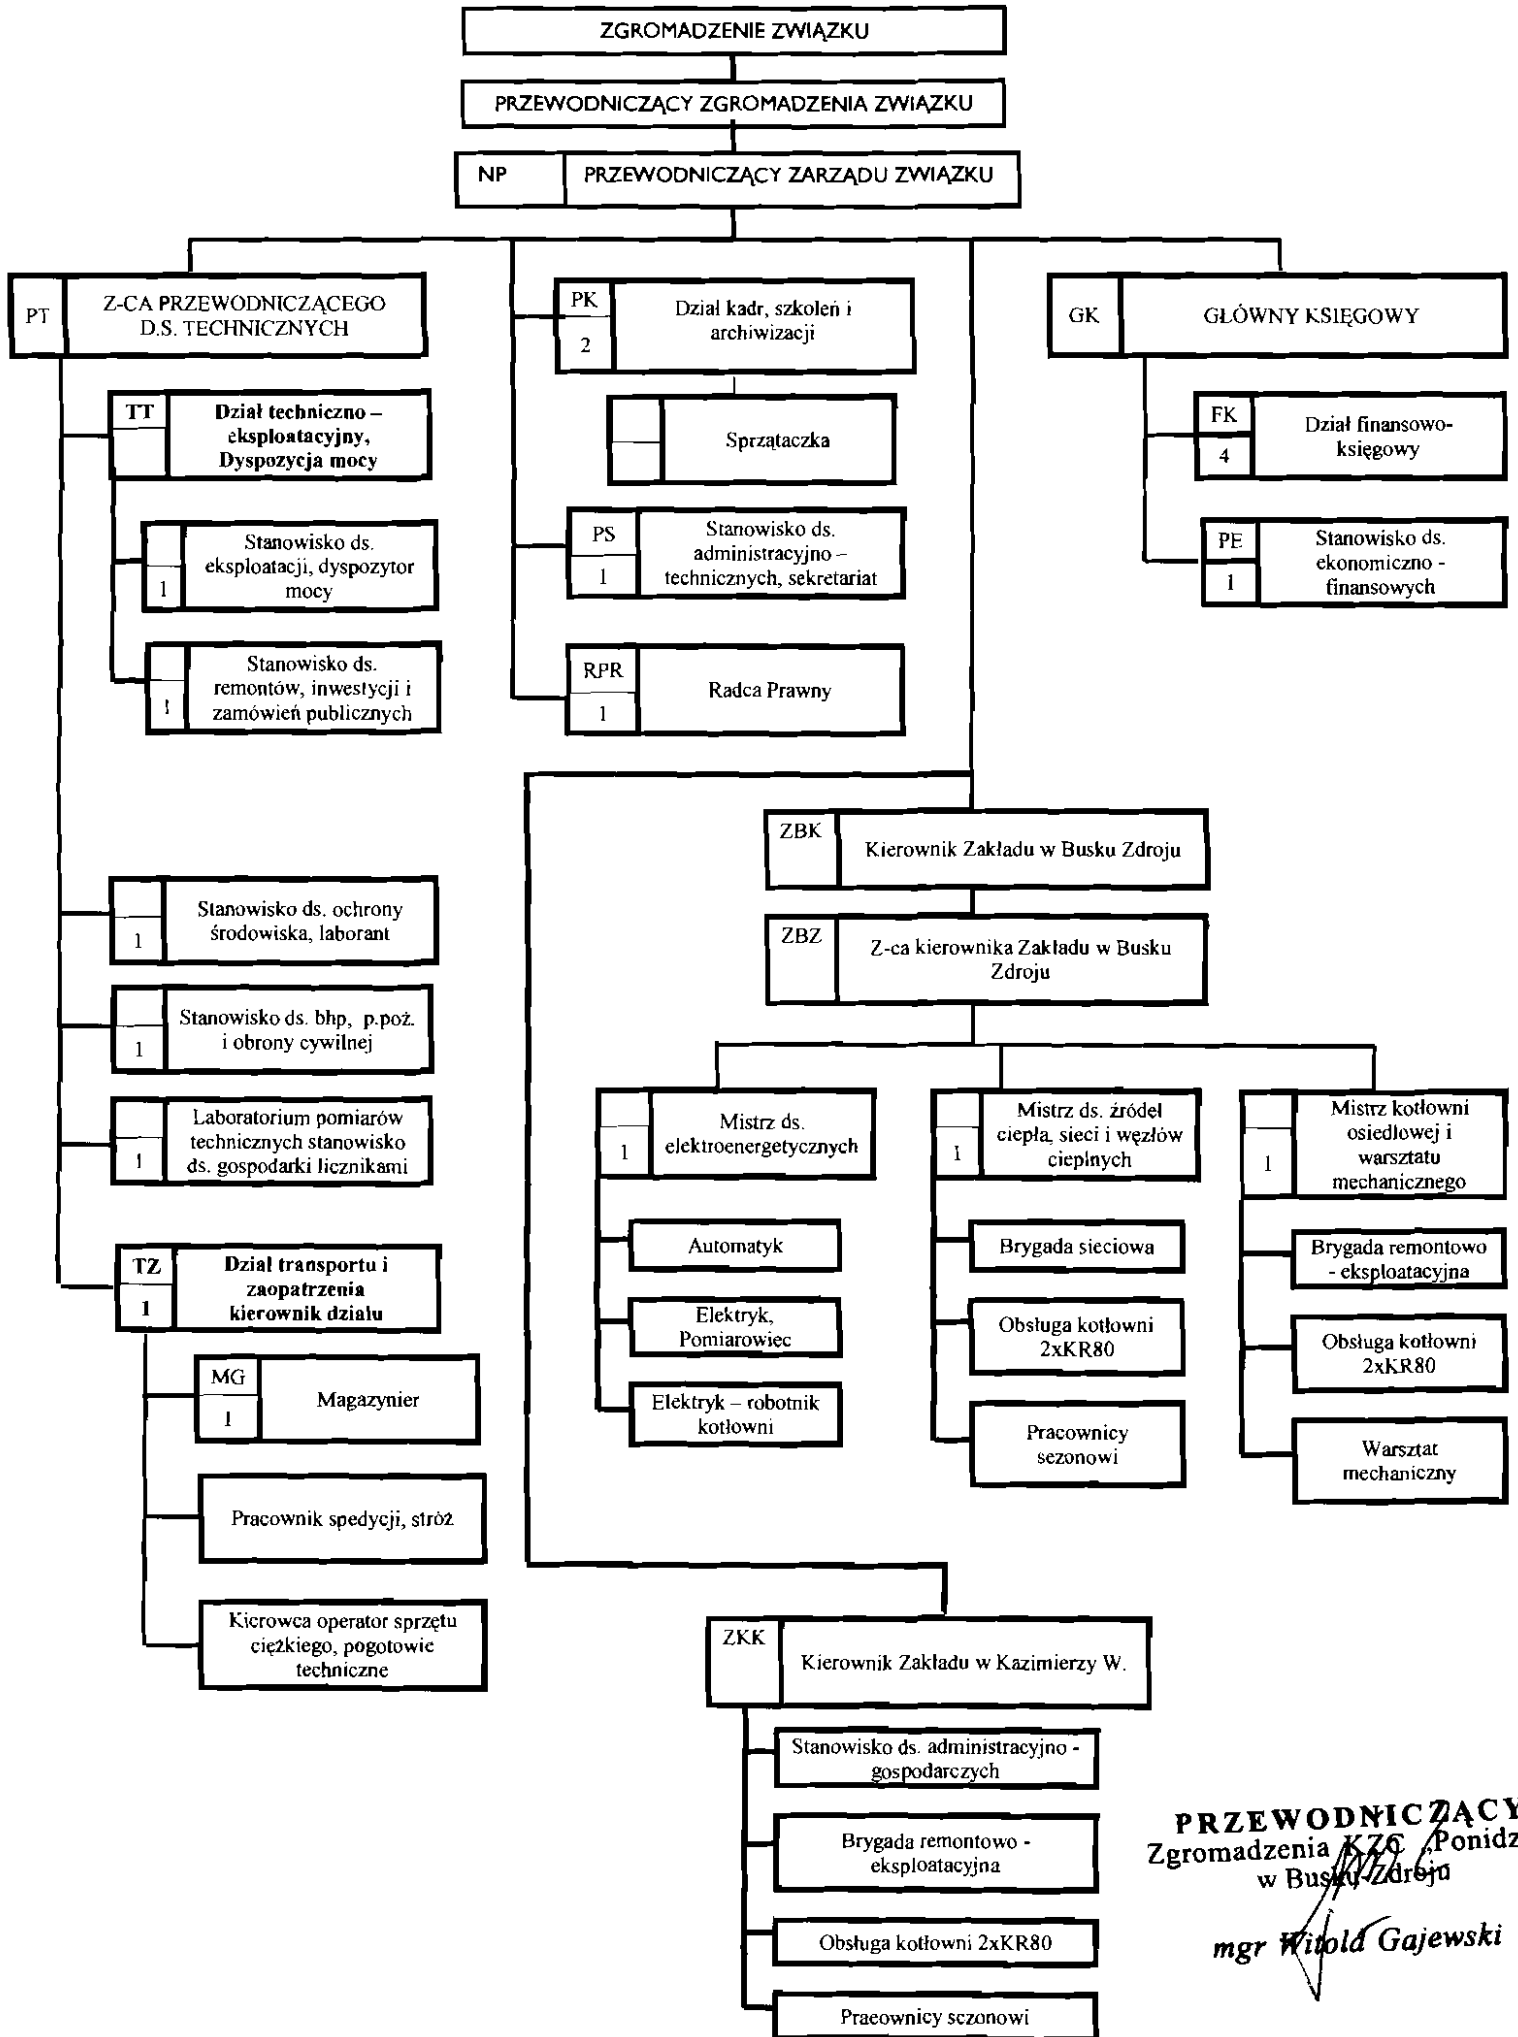 ZGROMADZENIE ZWIĄZKU
PRZEWODNICZĄCY ZGROMADZENIA ZWIĄZKU
NP PRZEWODNICZĄCY ZARZĄDU ZWIĄZKU
PT
Z-CA PRZEWODNICZĄCEGO
D.S. TECHNICZNYCH
TT
Dział techniczno –
eksploatacyjny,
Dyspozycja mocy
1
Stanowisko ds.
eksploatacji, dyspozytor
mocy
1
Stanowisko ds.
remontów, inwestycji i
zamówień publicznych
1
Stanowisko ds. ochrony
środowiska, laborant
1
Stanowisko ds. bhp, p.poż.
i obrony cywilnej
1
Laboratorium pomiarów
technicznych stanowisko
ds. gospodarki licznikami
TZ
1
Dział transportu i
zaopatrzenia
kierownik działu
MG
1
Magazynier
Pracownik spedycji, stróż
Kierowca operator sprzętu
ciężkiego, pogotowie
techniczne
PK
2
Dział kadr, szkoleń i
archiwizacji
Sprzątaczka
PS
1
Stanowisko ds.
administracyjno –
technicznych, sekretariat
RPR
1
Radca Prawny
GK
GŁÓWNY KSIĘGOWY
FK
4
Dział finansowo-
księgowy
PE
1
Stanowisko ds.
ekonomiczno -
finansowych
ZBK
Kierownik Zakładu w Busku Zdroju
ZBZ
Z-ca kierownika Zakładu w Busku
Zdroju
1
Mistrz ds.
elektroenergetycznych
Automatyk
Elektryk,
Pomiarowiec
Elektryk – robotnik
kotłowni
1
Mistrz ds. źródeł
ciepła, sieci i węzłów
cieplnych
Brygada sieciowa
Obsługa kotłowni
2xKR80
Pracownicy
sezonowi
1
Mistrz kotłowni
osiedlowej i
warsztatu
mechanicznego
Brygada remontowo
- eksploatacyjna
Obsługa kotłowni
2xKR80
Warsztat
mechaniczny
ZKK
Kierownik Zakładu w Kazimierzy W.
Stanowisko ds. administracyjno -
gospodarczych
Brygada remontowo -
eksploatacyjna
Obsługa kotłowni 2xKR80
Pracownicy sezonowi
PRZEWODNICZĄCY
Zgromadzenia KZC „Ponidz
w Busku-Zdroju
mgr Witold Gajewski